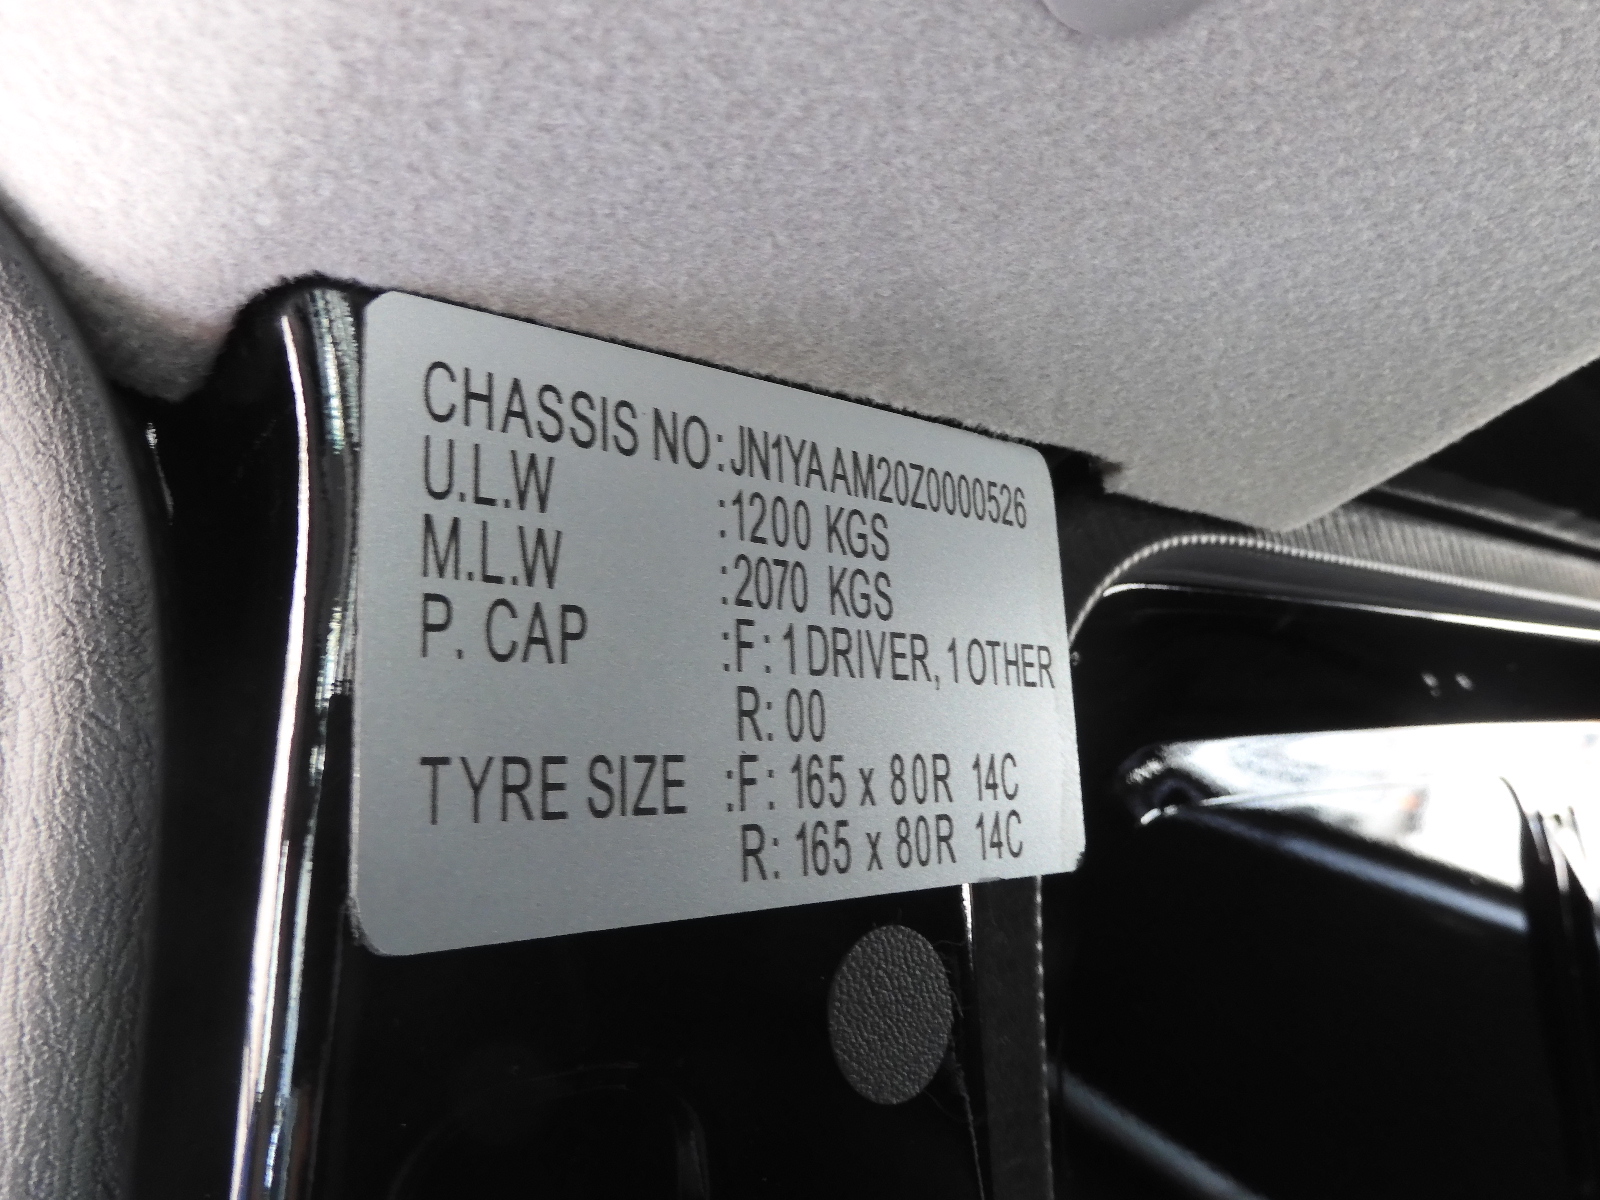 CHASSIS NO:JN1YAAM20Z0000526
U.L.W :1200 KGS
M.L.W :2070 KGS
P. CAP :F: 1 DRIVER, 1 OTHER
R: 00
TYRE SIZE :F: 165 x 80R 14C
R: 165 x 80R 14C